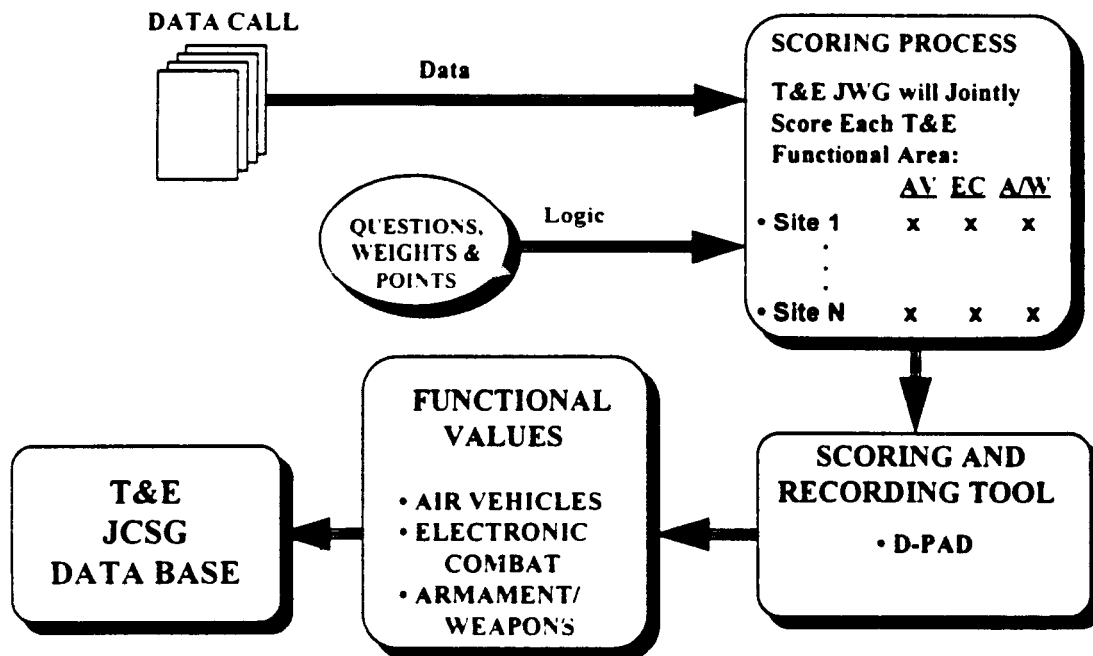 DATA CALL
Data
SCORING PROCESS
T&E JWG will Jointly
Score Each T&E
Functional Area:
AV EC A/W
• Site 1 x x x
• Site N x x x
QUESTIONS,
WEIGHTS &
POINTS
Logic
SCORING AND
RECORDING TOOL
• D-PAD
FUNCTIONAL
VALUES
• AIR VEHICLES
• ELECTRONIC
COMBAT
• ARMAMENT/
WEAPONS
T&E
JCSG
DATA BASE